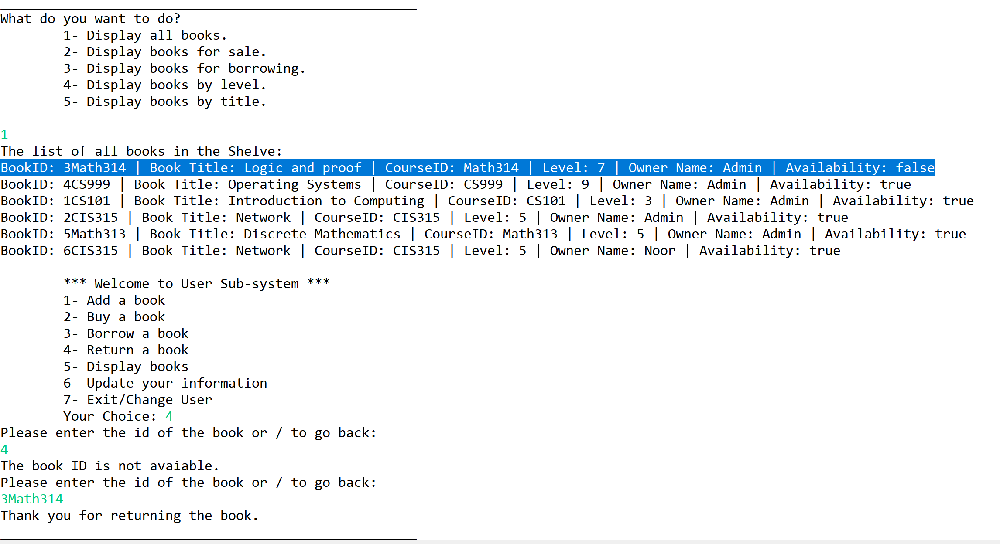 What do you want to do?
1- Display all books.
2- Display books for sale.
3- Display books for borrowing.
4- Display books by level.
5- Display books by title.
1
The list of all books in the Shelve:
BookID: 3Math314 | Book Title: Logic and proof | CourseID: Math314 | Level: 7 | Owner Name: Admin | Availability: false
BookID: 4CS999 | Book Title: Operating Systems | CourseID: CS999 | Level: 9 | Owner Name: Admin | Availability: true
BookID: 1CS101 | Book Title: Introduction to Computing | CourseID: CS101 | Level: 3 | Owner Name: Admin | Availability: true
BookID: 2CIS315 | Book Title: Network | CourseID: CIS315 | Level: 5 | Owner Name: Admin | Availability: true
BookID: 5Math313 | Book Title: Discrete Mathematics | CourseID: Math313 | Level: 5 | Owner Name: Admin | Availability: true
BookID: 6CIS315 | Book Title: Network | CourseID: CIS315 | Level: 5 | Owner Name: Noor | Availability: true
*** Welcome to User Sub-system ***
1- Add a book
2- Buy a book
3- Borrow a book
4- Return a book
5- Display books
6- Update your information
7- Exit/Change User
Your Choice: 4
Please enter the id of the book or / to go back:
4
The book ID is not avaiable.
Please enter the id of the book or / to go back:
3Math314
Thank you for returning the book.